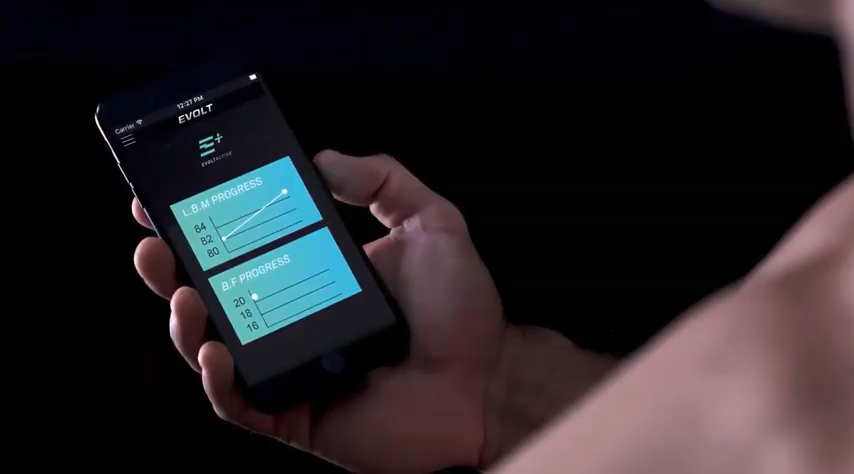 Carrier 12:27 PM
EVOLT
E+
EVOLTACTIVE
L.B.M PROGRESS
84
82
80
B.F PROGRESS
20
18
16